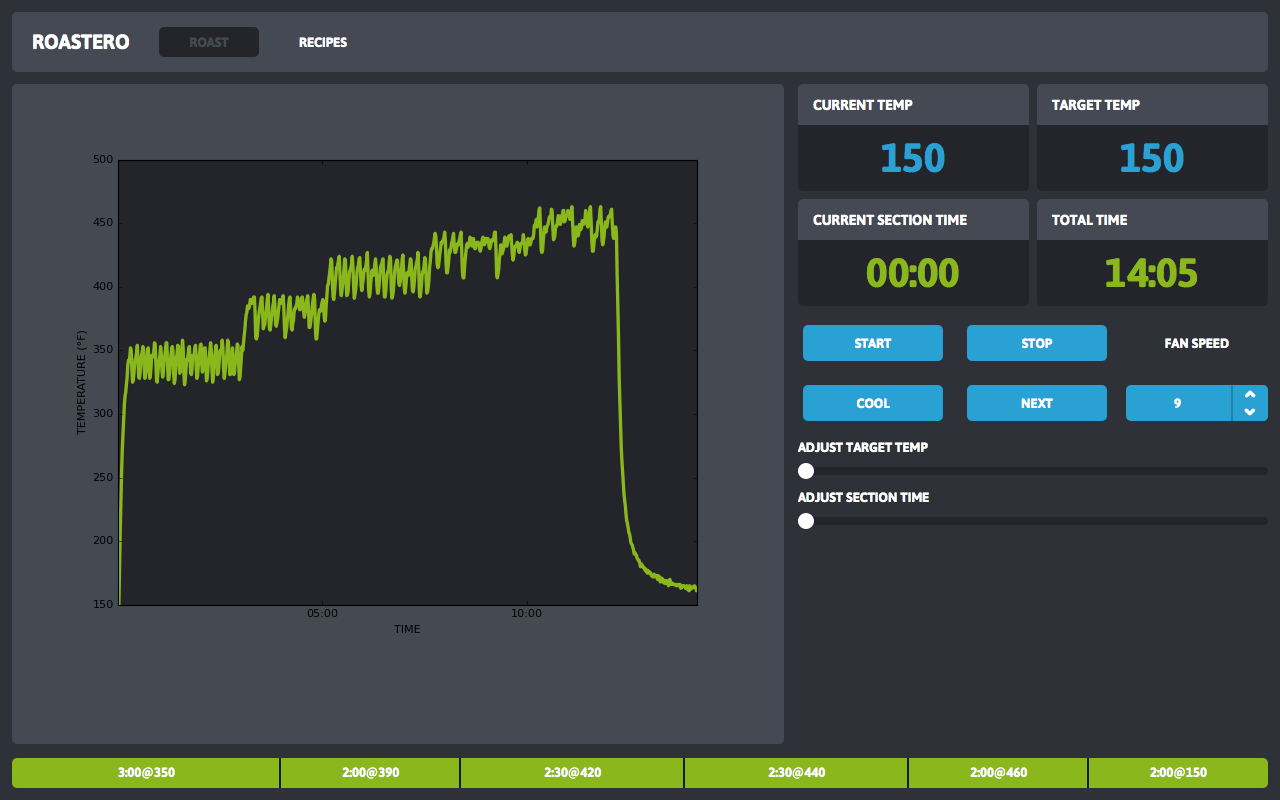 ROASTERO ROAST RECIPES
CURRENT TEMP TARGET TEMP
150 150
CURRENT SECTION TIME TOTAL TIME
00:00 14:05
START STOP FAN SPEED
COOL NEXT 9
ADJUST TARGET TEMP
ADJUST SECTION TIME
500
450
400
350
300
250
200
150
TEMPERATURE (°F)
05:00 10:00
TIME
3:00@350 2:00@390 2:30@420 2:30@440 2:00@460 2:00@150